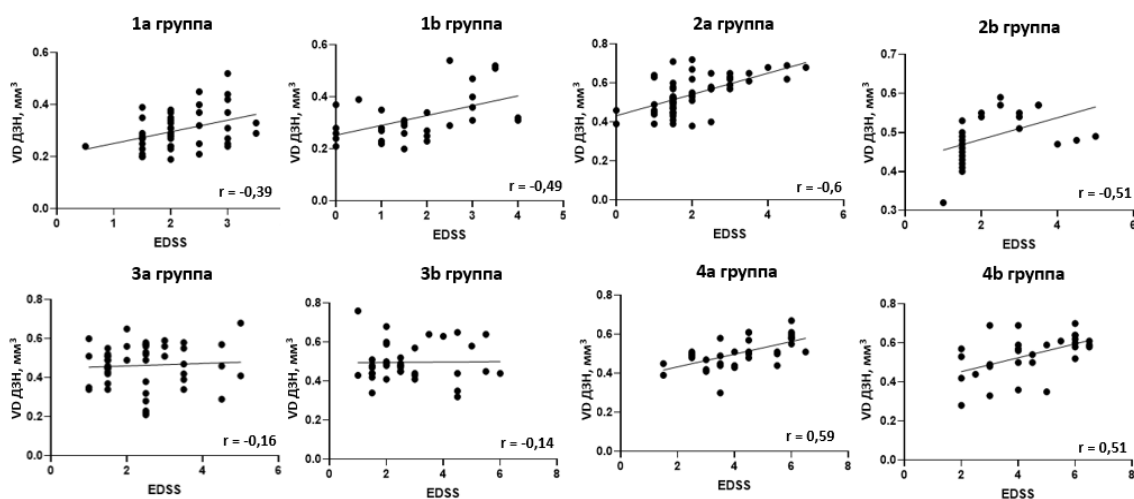 1a группа
1b группа
2a группа
2b группа
VD ДЗН, мм³
0.6
0.4
0.2
0.0
0
1
2
3
EDSS
r = -0,39
VD ДЗН, мм³
0.6
0.4
0.2
0.0
0
1
2
3
4
5
EDSS
r = -0,49
VD ДЗН, мм³
0.8
0.6
0.4
0.2
0.0
0
2
4
6
EDSS
r = -0,6
VD ДЗН, мм³
0.7
0.6
0.5
0.4
0.3
0
2
4
6
EDSS
r = -0,51
3a группа
3b группа
4a группа
4b группа
VD ДЗН, мм³
0.8
0.6
0.4
0.2
0.0
0
2
4
6
EDSS
r = -0,16
VD ДЗН, мм³
0.8
0.6
0.4
0.2
0.0
0
2
4
6
8
EDSS
r = -0,14
VD ДЗН, мм³
0.8
0.6
0.4
0.2
0.0
0
2
4
6
8
EDSS
r = 0,59
VD ДЗН, мм³
0.8
0.6
0.4
0.2
0.0
0
2
4
6
8
EDSS
r = 0,51